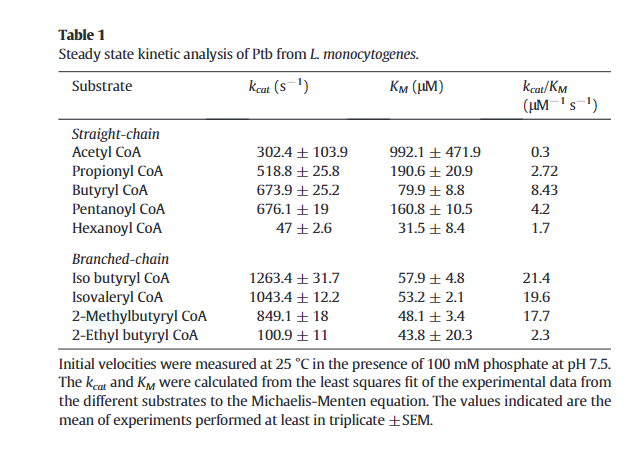 Table 1
Steady state kinetic analysis of Ptb from L. monocytogenes.
Substrate kcat (s−1) KM (μM) kcat/KM
(μM−1 s−1)
Straight-chain
Acetyl CoA 302.4 ± 103.9 992.1 ± 471.9 0.3
Propionyl CoA 518.8 ± 25.8 190.6 ± 20.9 2.72
Butyryl CoA 673.9 ± 25.2 79.9 ± 8.8 8.43
Pentanoyl CoA 676.1 ± 19 160.8 ± 10.5 4.2
Hexanoyl CoA 47 ± 2.6 31.5 ± 8.4 1.7
Branched-chain
Iso butyryl CoA 1263.4 ± 31.7 57.9 ± 4.8 21.4
Isovaleryl CoA 1043.4 ± 12.2 53.2 ± 2.1 19.6
2-Methylbutyryl CoA 849.1 ± 18 48.1 ± 3.4 17.7
2-Ethyl butyryl CoA 100.9 ± 11 43.8 ± 20.3 2.3
Initial velocities were measured at 25 °C in the presence of 100 mM phosphate at pH 7.5.
The kcat and KM were calculated from the least squares fit of the experimental data from
the different substrates to the Michaelis-Menten equation. The values indicated are the
mean of experiments performed at least in triplicate ±SEM.